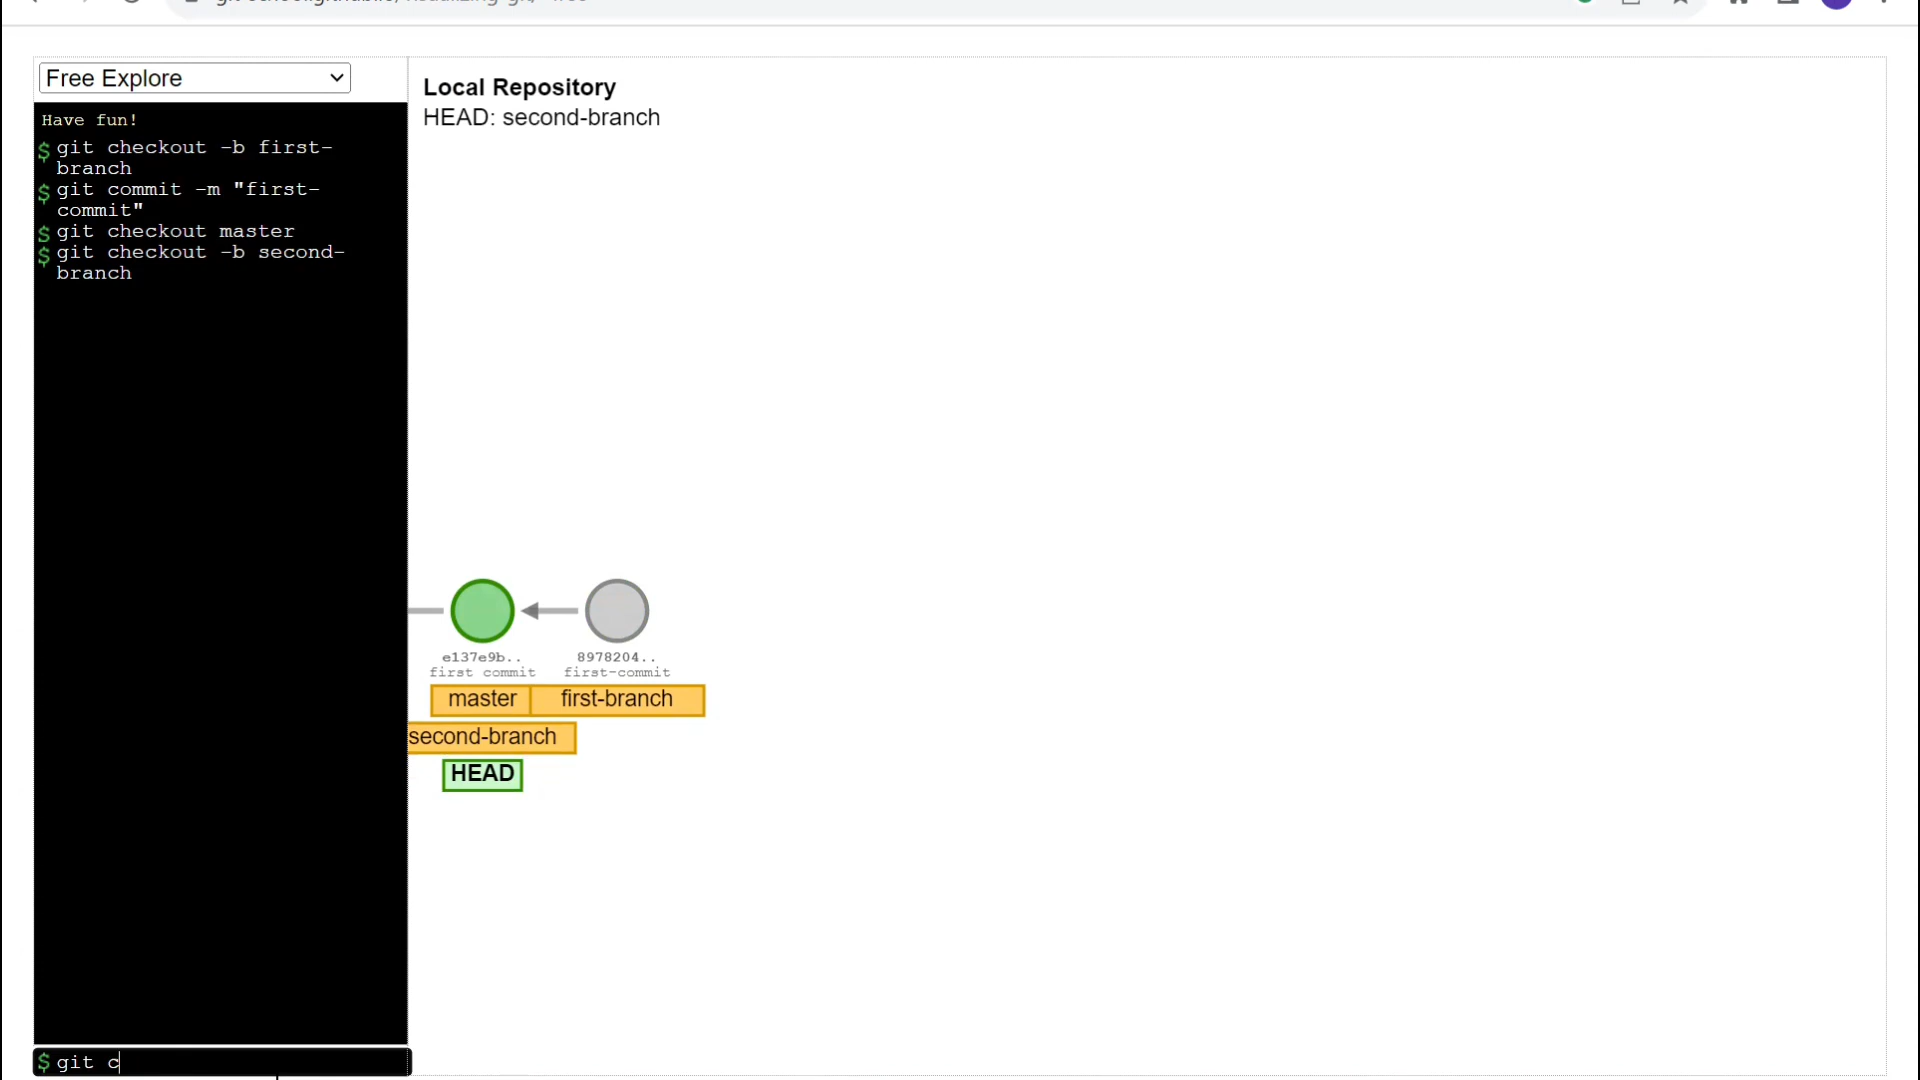 Free Explore
Have fun!
$ git checkout -b first-
branch
$ git commit -m "first-
commit"
$ git checkout master
$ git checkout -b second-
branch
$ git c
Local Repository
HEAD: second-branch
e137e9b..
first commit
8978204..
first-commit
master
first-branch
second-branch
HEAD